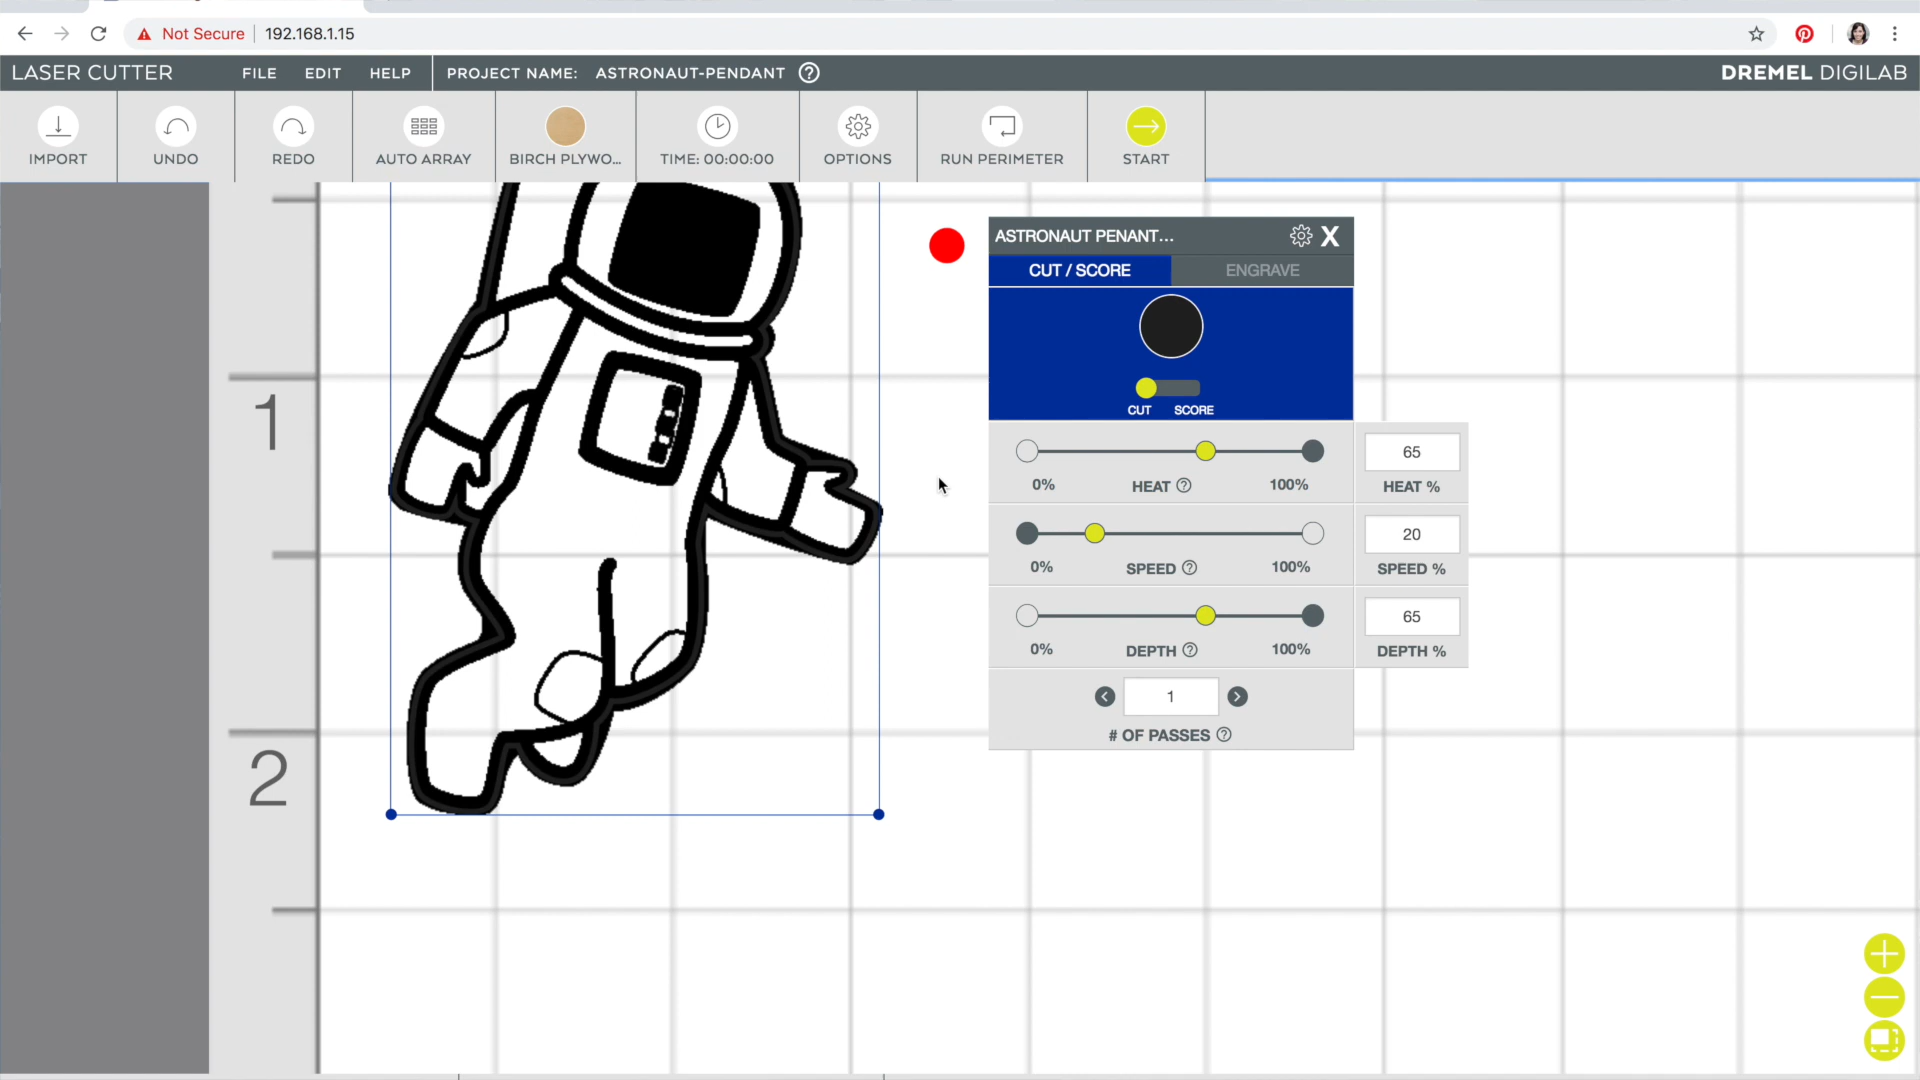 Not Secure 192.168.1.15
LASER CUTTER FILE EDIT HELP PROJECT NAME: ASTRONAUT-PENDANT ? DREMEL DIGILAB
IMPORT UNDO REDO AUTO ARRAY BIRCH PLYWO... TIME: 00:00:00 OPTIONS RUN PERIMETER START
ASTRONAUT PENANT... X
CUT / SCORE ENGRAVE
CUT SCORE
1
65
0% HEAT ? 100% HEAT %
20
0% SPEED ? 100% SPEED %
65
0% DEPTH ? 100% DEPTH %
1
# OF PASSES ?
2